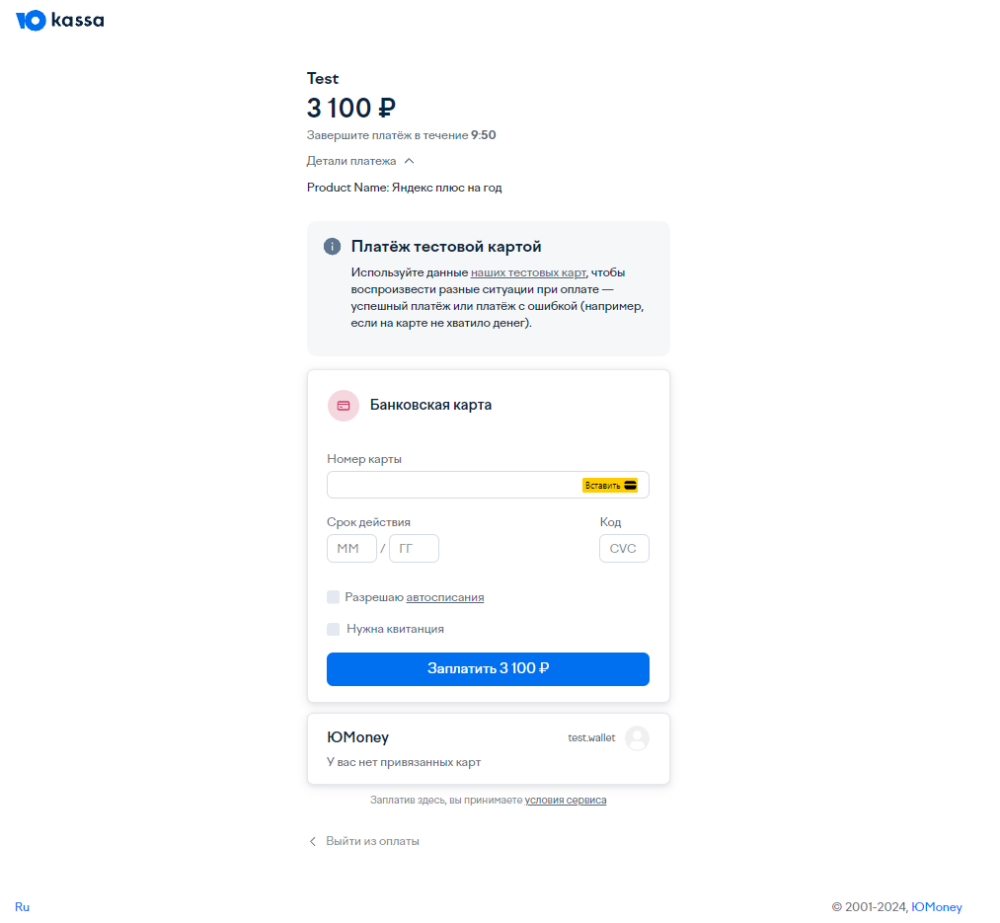 Ю kassa
Test
3 100 ₽
Завершите платёж в течение 9:50
Детали платежа
Product Name: Яндекс плюс на год
Платёж тестовой картой
Используйте данные наших тестовых карт, чтобы
воспроизвести разные ситуации при оплате —
успешный платёж или платёж с ошибкой (например,
если на карте не хватило денег).
Банковская карта
Номер карты
Вставить
Срок действия
Код
ММ / ГГ
CVC
Разрешаю автосписания
Нужна квитанция
Заплатить 3 100 ₽
ЮMoney
test.wallet
У вас нет привязанных карт
Заплатив здесь, вы принимаете условия сервиса
Выйти из оплаты
Ru
© 2001-2024, ЮMoney